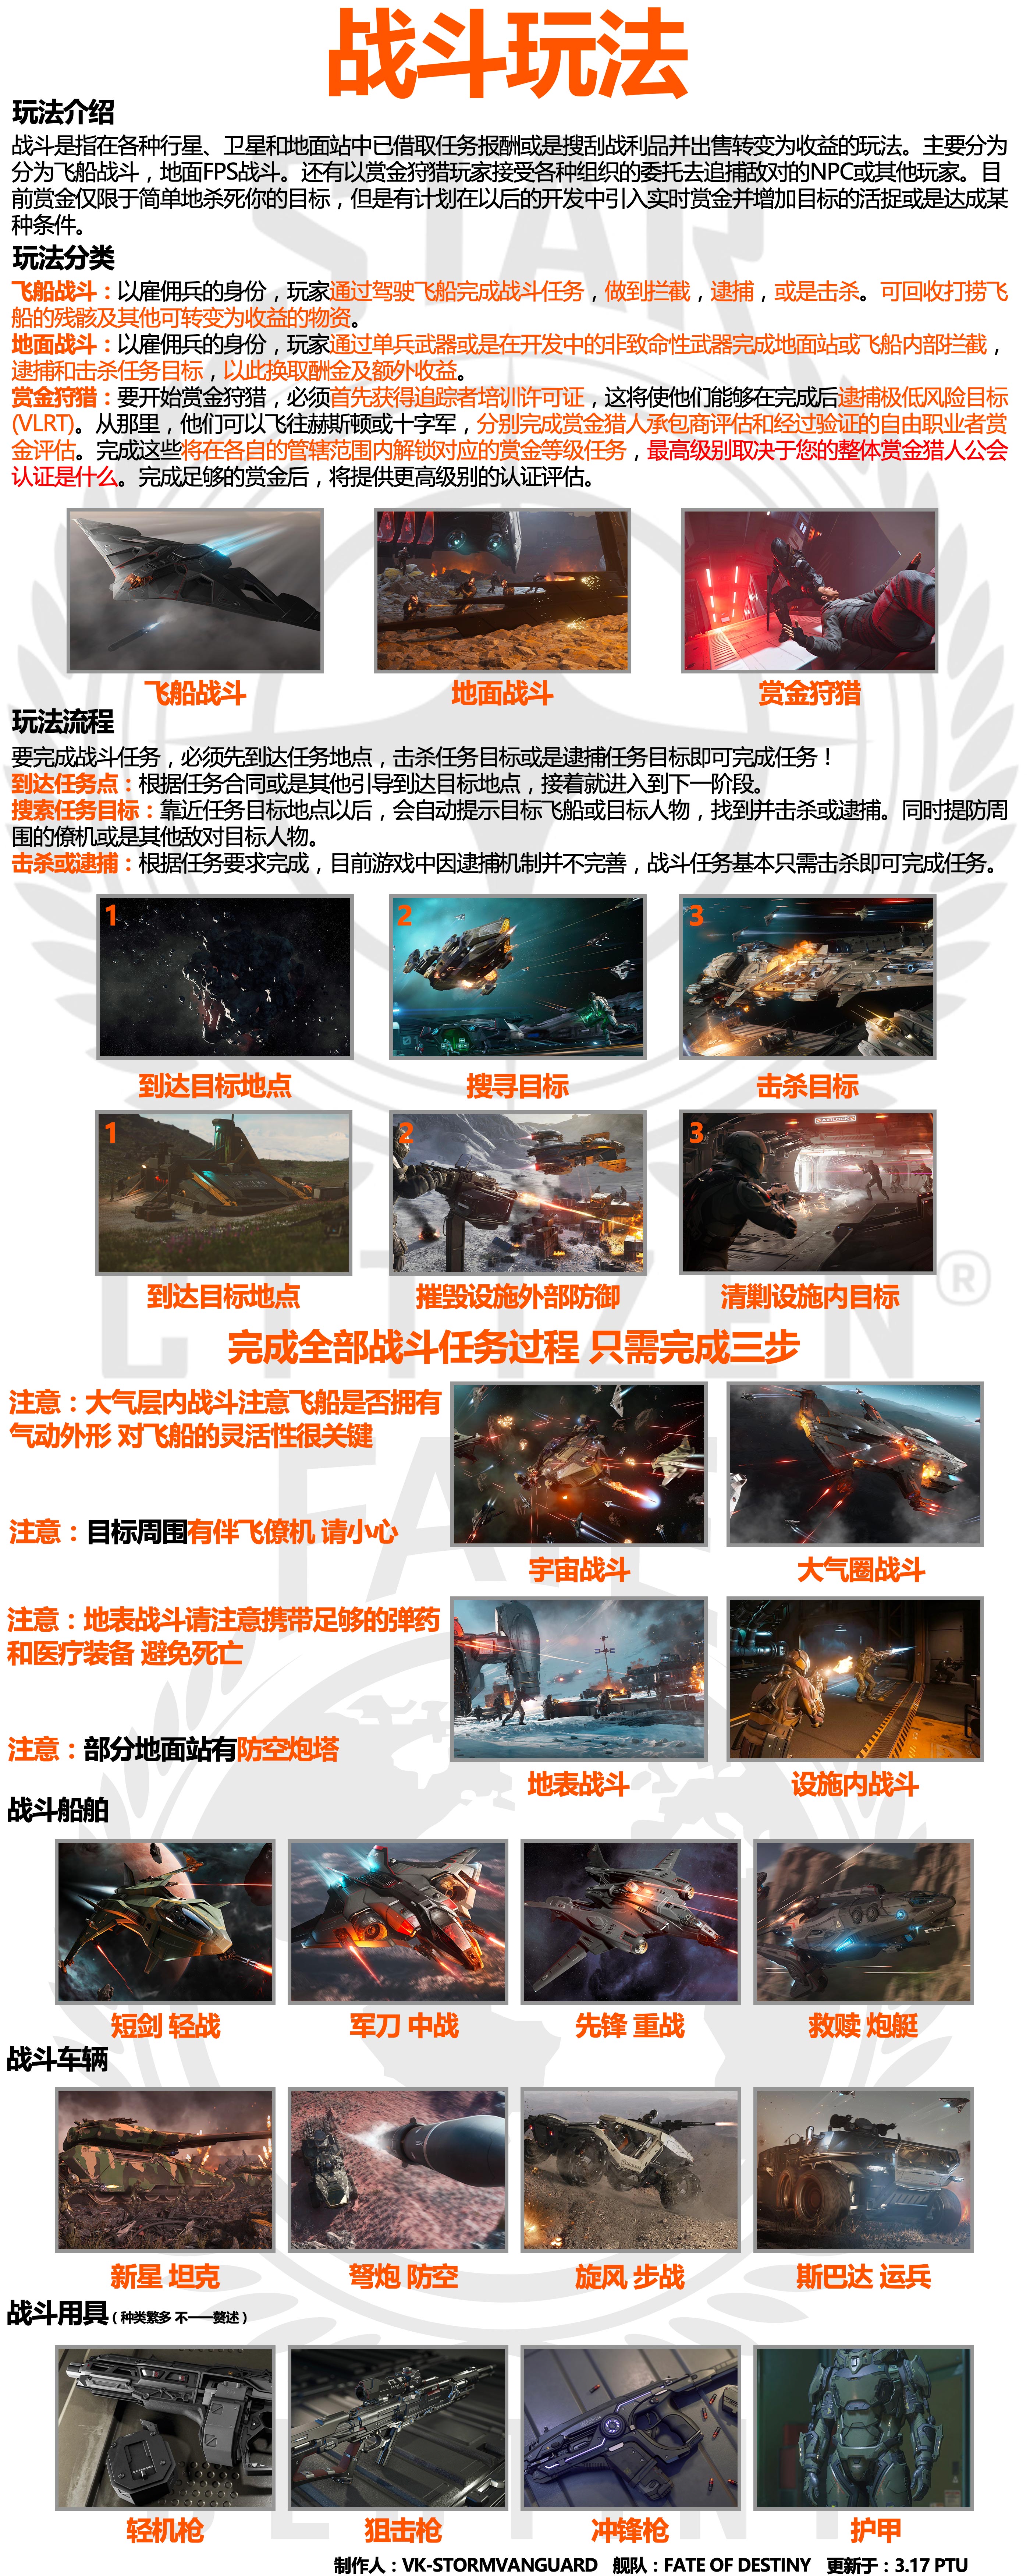 战斗玩法
玩法介绍
战斗是指在各种行星、卫星和地面站中已借取任务报酬或是搜刮战利品并出售转变为收益的玩法。主要分为
分为飞船战斗，地面FPS战斗。还有以赏金狩猎玩家接受各种组织的委托去追捕敌对的NPC或其他玩家。目
前赏金仅限于简单地杀死你的目标，但是有计划在以后的开发中引入实时赏金并增加目标的活捉或是达成某
种条件。
玩法分类
飞船战斗：以雇佣兵的身份，玩家通过驾驶飞船完成战斗任务，做到拦截，逮捕，或是击杀。可回收打捞飞
船的残骸及其他可转变为收益的物资。
地面战斗：以雇佣兵的身份，玩家通过单兵武器或是在开发中的非致命性武器完成地面站或飞船内部拦截，
逮捕和击杀任务目标，以此换取酬金及额外收益。
赏金狩猎：要开始赏金狩猎，必须首先获得追踪者培训许可证，这将使他们能够在完成后逮捕极低风险目标
(VLRT)。从那里，他们可以飞往赫斯顿或十字军，分别完成赏金猎人承包商评估和经过验证的自由职业者赏
金评估。完成这些将在各自的管辖范围内解锁对应的赏金等级任务，最高级别取决于您的整体赏金猎人公会
认证是什么。完成足够的赏金后，将提供更高级别的认证评估。
飞船战斗 地面战斗 赏金狩猎
玩法流程
要完成战斗任务，必须先到达任务地点，击杀任务目标或是逮捕任务目标即可完成任务！
到达任务点：根据任务合同或是其他引导到达目标地点，接着就进入到下一阶段。
搜索任务目标：靠近任务目标地点以后，会自动提示目标飞船或目标人物，找到并击杀或逮捕。同时提防周
围的僚机或是其他敌对目标人物。
击杀或逮捕：根据任务要求完成，目前游戏中因逮捕机制并不完善，战斗任务基本只需击杀即可完成任务。
1 2 3
到达目标地点 搜寻目标 击杀目标
1 2 3
到达目标地点 摧毁设施外部防御 清剿设施内目标
完成全部战斗任务过程 只需完成三步
注意：大气层内战斗注意飞船是否拥有
气动外形 对飞船的灵活性很关键
注意：目标周围有伴飞僚机 请小心
宇宙战斗 大气圈战斗
注意：地表战斗请注意携带足够的弹药
和医疗装备 避免死亡
注意：部分地面站有防空炮塔
地表战斗 设施内战斗
战斗船舶
短剑 轻战 军刀 中战 先锋 重战 救赎 炮艇
战斗车辆
新星 坦克 弩炮 防空 旋风 步战 斯巴达 运兵
战斗用具（种类繁多 不一一赘述）
轻机枪 狙击枪 冲锋枪 护甲
制作人：VK-STORMVANGUARD 舰队：FATE OF DESTINY 更新于：3.17 PTU
STAR
CITIZEN®
FATE